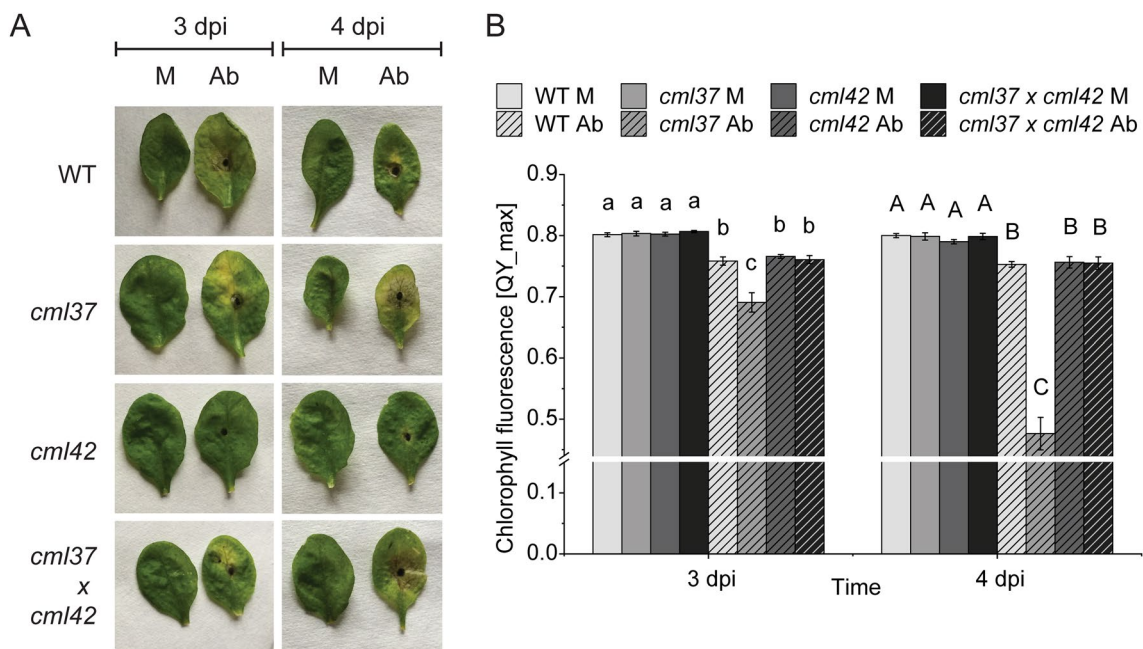 A
3 dpi 4 dpi
M Ab M Ab
WT
cml37
cml42
cml37
x
cml42
B
WT M cml37 M cml42 M cml37 x cml42 M
WT Ab cml37 Ab cml42 Ab cml37 x cml42 Ab
Chlorophyll fluorescence [QY_max]
0.9
0.8
0.7
0.6
0.5
0.1
0.0
a a a a b c b b
A A A A B C B B
3 dpi 4 dpi
Time